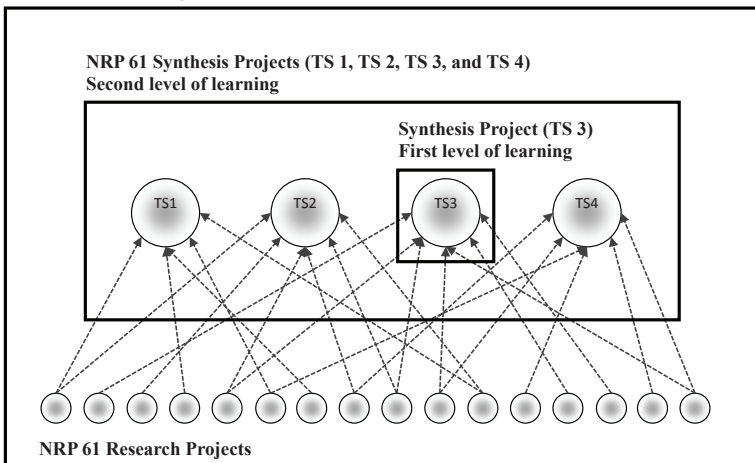 NRP 61 Synthesis Projects (TS 1, TS 2, TS 3, and TS 4)
Second level of learning
Synthesis Project (TS 3)
First level of learning
TS1
TS2
TS3
TS4
NRP 61 Research Projects